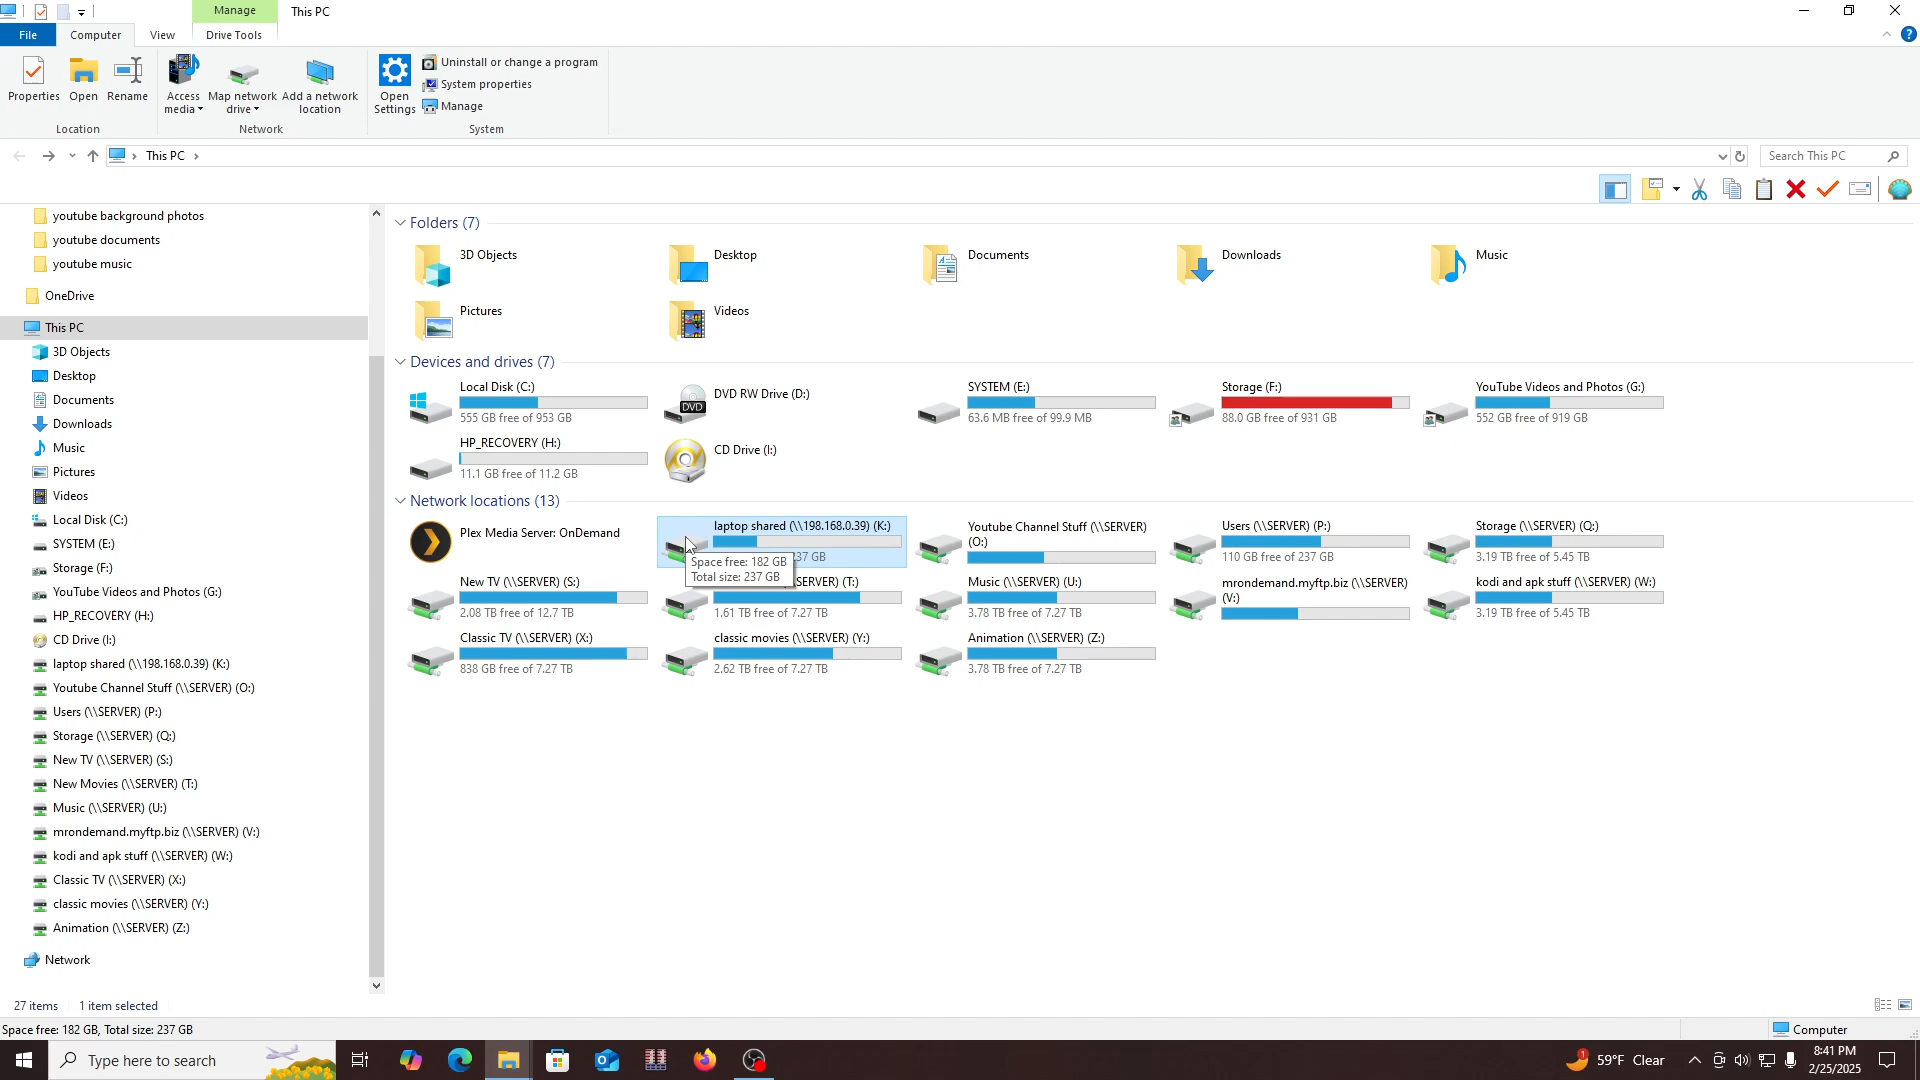 Manage
This PC
File
Computer
View
Drive Tools
Properties
Open
Rename
Access
media
Map network
drive
Add a network
location
Open
Settings
Uninstall or change a program
System properties
Manage
Location
Network
System
This PC
Search This PC
youtube background photos
youtube documents
youtube music
OneDrive
This PC
3D Objects
Desktop
Documents
Downloads
Music
Pictures
Videos
Local Disk (C:)
SYSTEM (E:)
Storage (F:)
YouTube Videos and Photos (G:)
HP_RECOVERY (H:)
CD Drive (I:)
laptop shared (\\198.168.0.39) (K:)
Youtube Channel Stuff (\\SERVER) (O:)
Users (\\SERVER) (P:)
Storage (\\SERVER) (Q:)
New TV (\\SERVER) (S:)
New Movies (\\SERVER) (T:)
Music (\\SERVER) (U:)
mrondemand.myftp.biz (\\SERVER) (V:)
kodi and apk stuff (\\SERVER) (W:)
Classic TV (\\SERVER) (X:)
classic movies (\\SERVER) (Y:)
Animation (\\SERVER) (Z:)
Network
Folders (7)
3D Objects
Desktop
Documents
Downloads
Music
Pictures
Videos
Devices and drives (7)
Local Disk (C:)
555 GB free of 953 GB
DVD RW Drive (D:)
DVD
SYSTEM (E:)
63.6 MB free of 99.9 MB
Storage (F:)
88.0 GB free of 931 GB
YouTube Videos and Photos (G:)
552 GB free of 919 GB
HP_RECOVERY (H:)
11.1 GB free of 11.2 GB
CD Drive (I:)
Network locations (13)
Plex Media Server: OnDemand
laptop shared (\\198.168.0.39) (K:)
237 GB
Space free: 182 GB
Total size: 237 GB
Youtube Channel Stuff (\\SERVER)
(O:)
Users (\\SERVER) (P:)
110 GB free of 237 GB
Storage (\\SERVER) (Q:)
3.19 TB free of 5.45 TB
New TV (\\SERVER) (S:)
2.08 TB free of 12.7 TB
SERVER) (T:)
1.61 TB free of 7.27 TB
Music (\\SERVER) (U:)
3.78 TB free of 7.27 TB
mrondemand.myftp.biz (\\SERVER)
(V:)
kodi and apk stuff (\\SERVER) (W:)
3.19 TB free of 5.45 TB
Classic TV (\\SERVER) (X:)
838 GB free of 7.27 TB
classic movies (\\SERVER) (Y:)
2.62 TB free of 7.27 TB
Animation (\\SERVER) (Z:)
3.78 TB free of 7.27 TB
27 items
1 item selected
Space free: 182 GB, Total size: 237 GB
Computer
Type here to search
1
59°F Clear
8:41 PM
2/25/2025